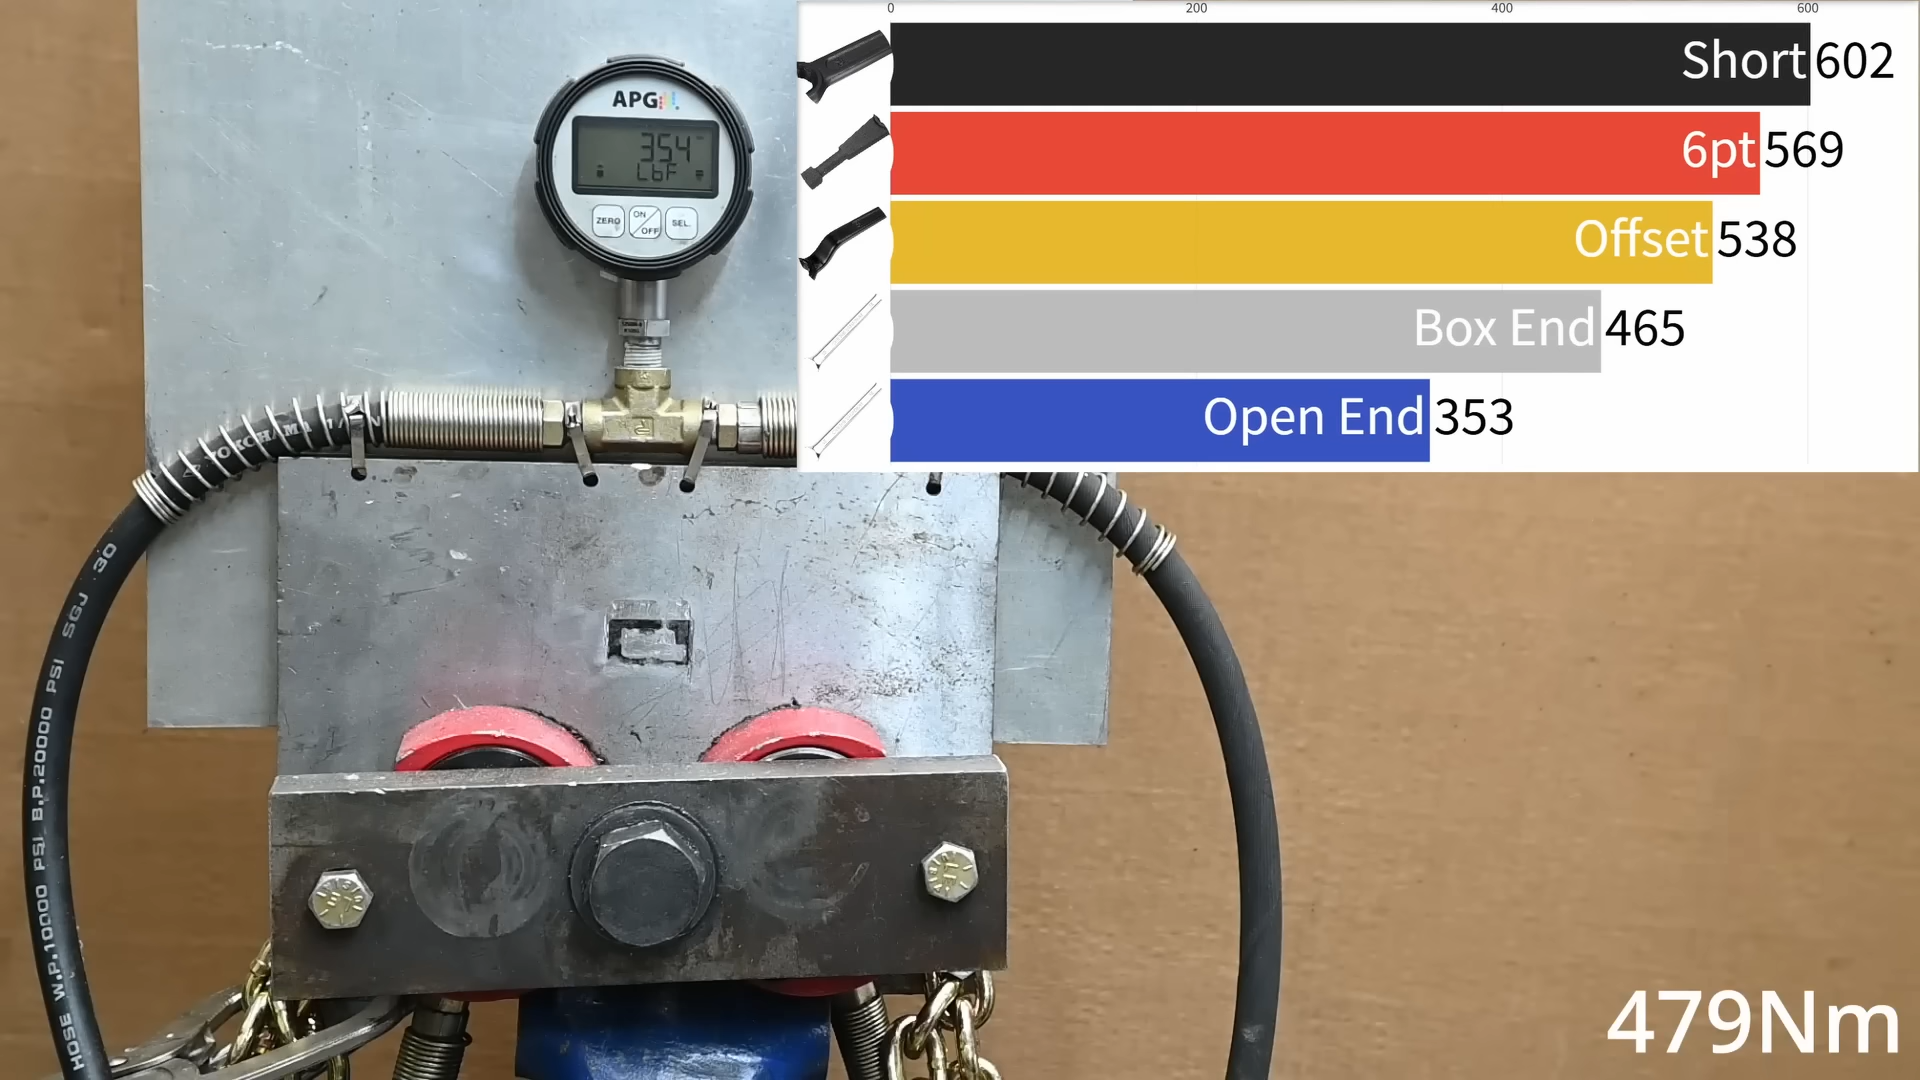 0 200 400 600
Short 602
6pt 569
Offset 538
Box End 465
Open End 353
APG
354
LbF
ZERO
ON
OFF
SEL
YOKOHAMA
HOSE W.P.10000 PSI B.P.20000 PSI SGJ 30
479Nm